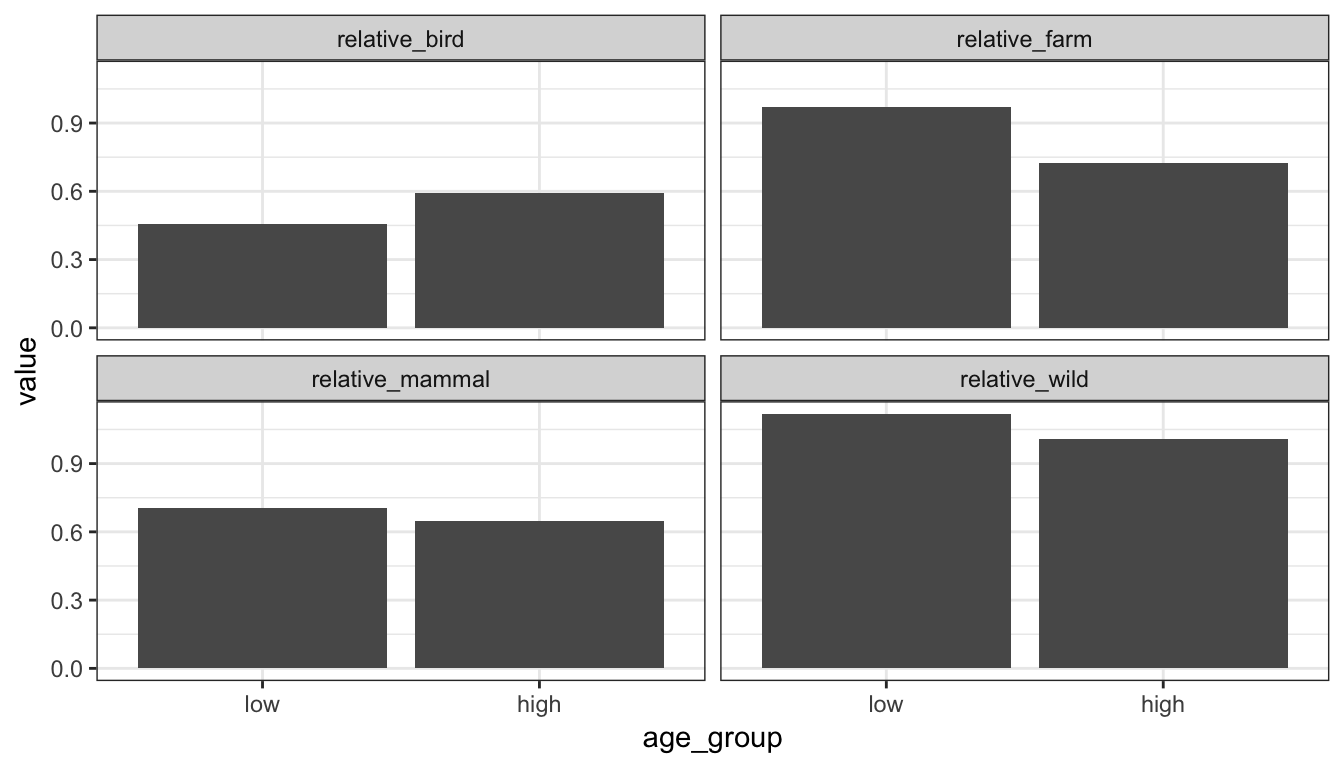 relative_bird
relative_farm
0.9
0.6
0.3
0.0
relative_mammal
relative_wild
0.9
0.6
0.3
0.0
value
low
high
low
high
age_group